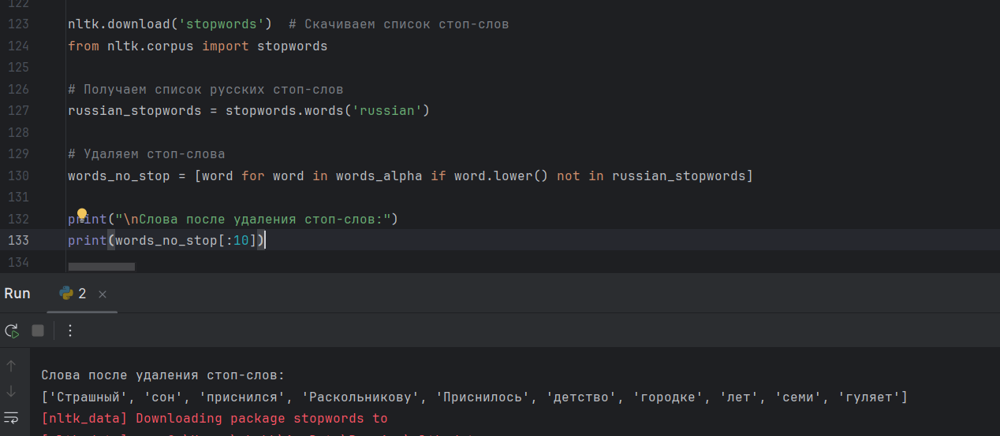 122
123 nltk.download('stopwords')  # Скачиваем список стоп-слов
124 from nltk.corpus import stopwords
125
126 # Получаем список русских стоп-слов
127 russian_stopwords = stopwords.words('russian')
128
129 # Удаляем стоп-слова
130 words_no_stop = [word for word in words_alpha if word.lower() not in russian_stopwords]
131
132 print("\nСлова после удаления стоп-слов:")
133 print(words_no_stop[:10])
134
Run 2
Слова после удаления стоп-слов:
['Страшный', 'сон', 'приснился', 'Раскольникову', 'Приснилось', 'детство', 'городке', 'лет', 'семи', 'гуляет']
[nltk_data] Downloading package stopwords to